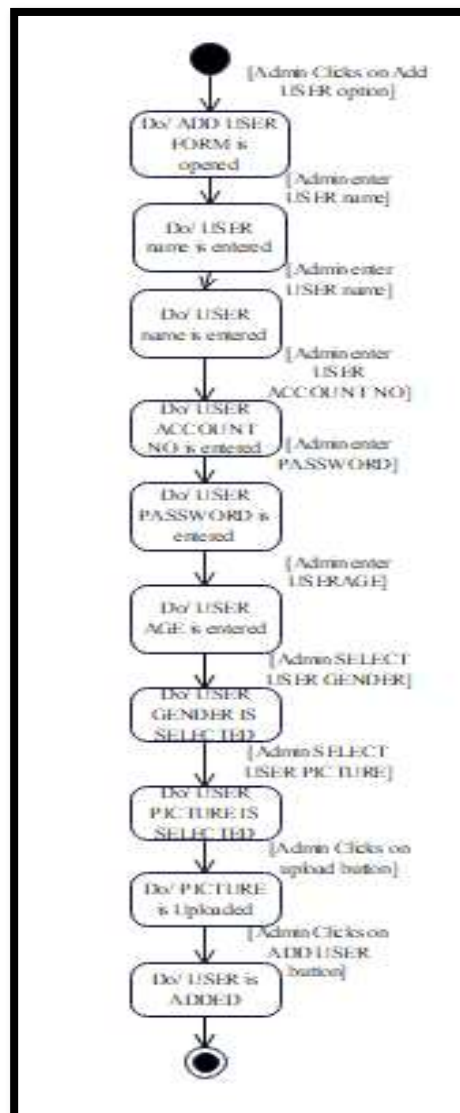 [Admin Clicks on Add
USER option]
Do/ ADD USER
FORM is
opened
[Admin enter
USER name]
Do/ USER
name is entered
[Admin enter
USER name]
Do/ USER
name is entered
[Admin enter
USER
ACCOUNT NO]
Do/ USER
ACCOUNT
NO is entered
[Admin enter
PASSWORD]
Do/ USER
PASSWORD is
entered
[Admin enter
USERAGE]
Do/ USER
AGE is entered
[Admin SELECT
USER GENDER]
Do/ USER
GENDER IS
SELECTED
[Admin SELECT
USER PICTURE]
Do/ USER
PICTURE IS
SELECTED
[Admin Clicks on
upload button]
Do/ PICTURE
is Uploaded
[Admin Clicks on
ADD USER
button]
Do/ USER is
ADDED